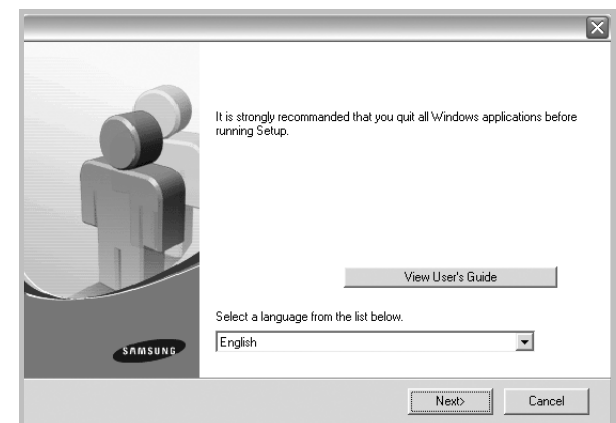 It is strongly recommanded that you quit all Windows applications before
running Setup.
View User's Guide
Select a language from the list below.
English
SAMSUNG
Next>
Cancel